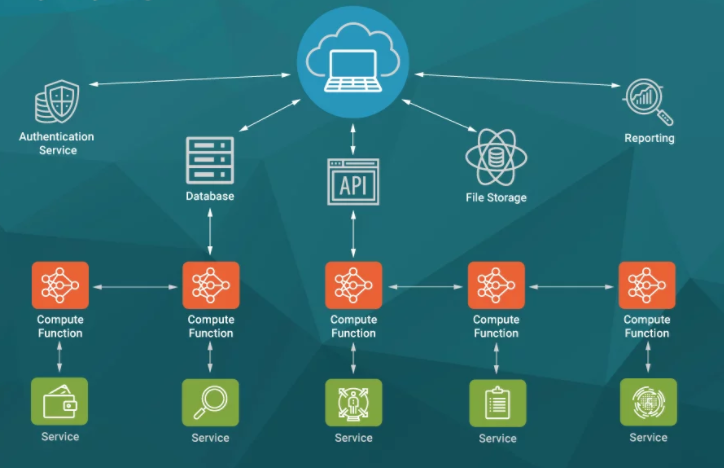 Authentication
Service
Database
API
File Storage
Reporting
Compute
Function
Compute
Function
Compute
Function
Compute
Function
Compute
Function
Service
Service
Service
Service
Service